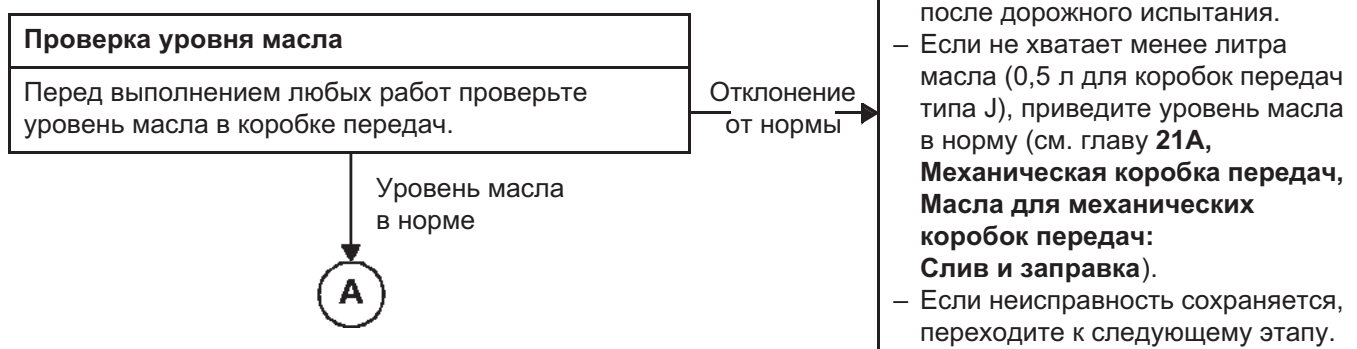 Проверка уровня масла
Перед выполнением любых работ проверьте
уровень масла в коробке передач.
Отклонение
от нормы
Уровень масла
в норме
A
после дорожного испытания.
– Если не хватает менее литра
масла (0,5 л для коробок передач
типа J), приведите уровень масла
в норму (см. главу 21A,
Механическая коробка передач,
Масла для механических
коробок передач:
Слив и заправка).
– Если неисправность сохраняется,
переходите к следующему этапу.